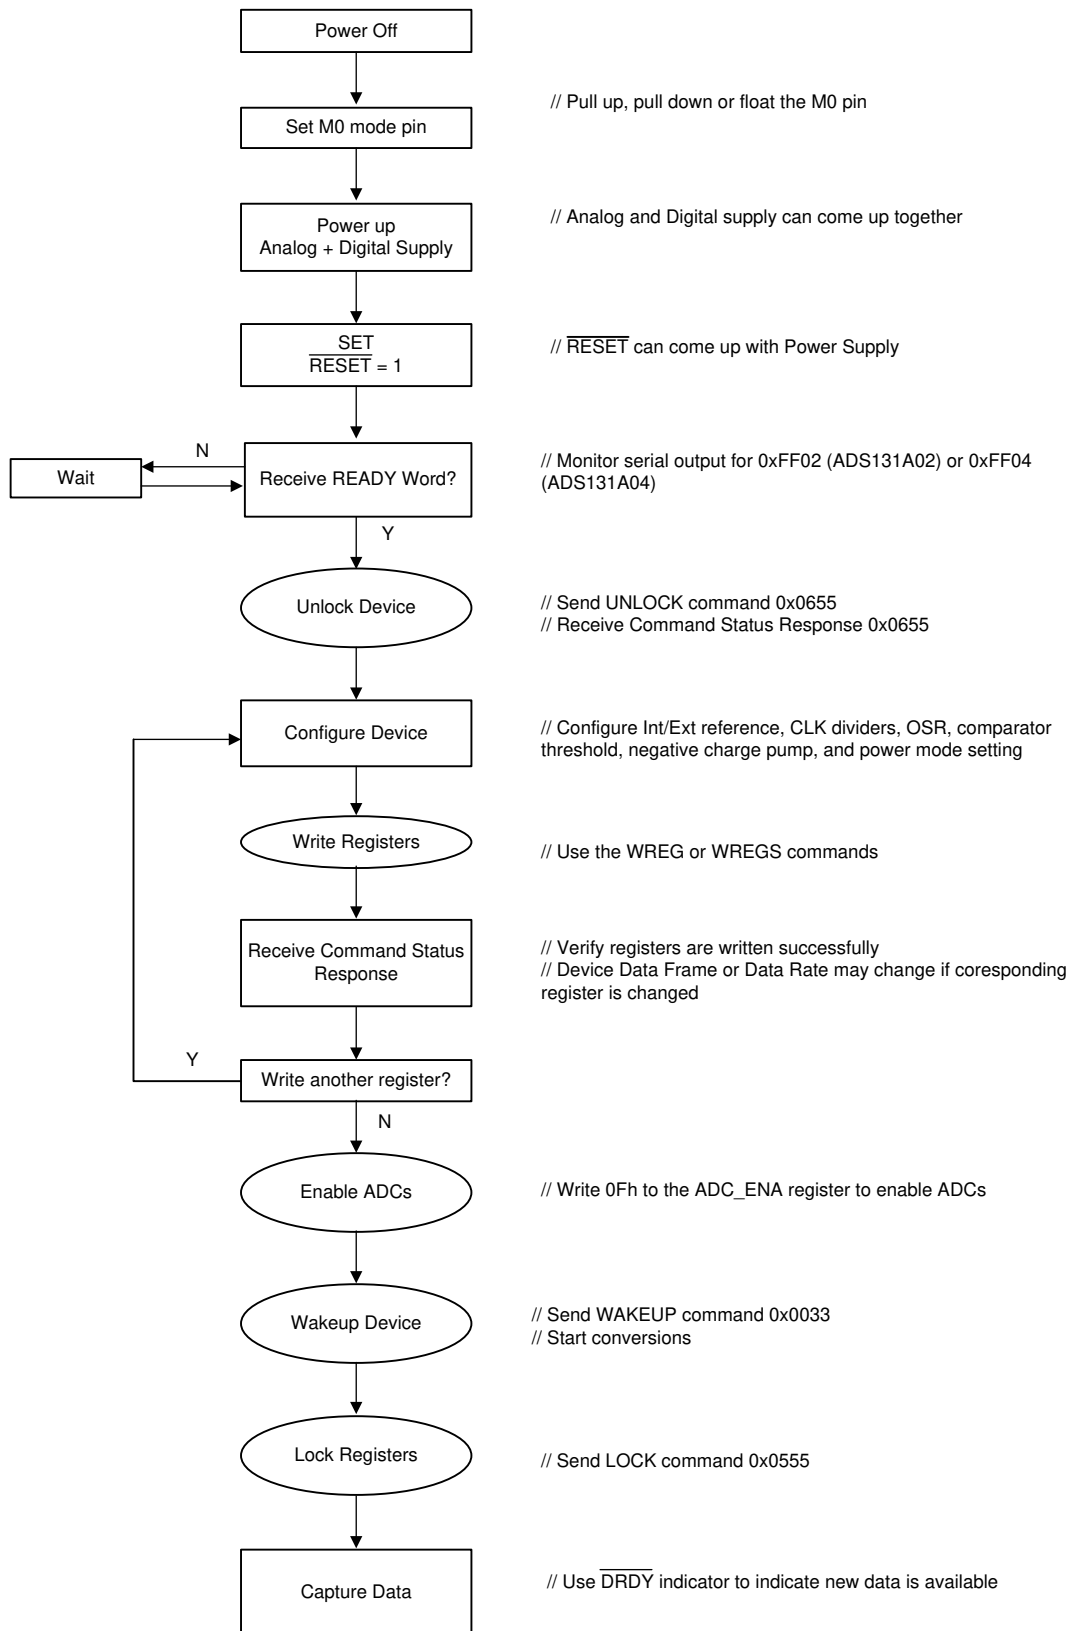 Power Off
// Pull up, pull down or float the M0 pin
Set M0 mode pin
Power up
Analog + Digital Supply
// Analog and Digital supply can come up together
SET
RESET = 1
// RESET can come up with Power Supply
N
Wait
Receive READY Word?
// Monitor serial output for 0xFF02 (ADS131A02) or 0xFF04
(ADS131A04)
Y
Unlock Device
// Send UNLOCK command 0x0655
// Receive Command Status Response 0x0655
Configure Device
// Configure Int/Ext reference, CLK dividers, OSR, comparator
threshold, negative charge pump, and power mode setting
Write Registers
// Use the WREG or WREGS commands
Receive Command Status
Response
// Verify registers are written successfully
// Device Data Frame or Data Rate may change if coresponding
register is changed
Y
Write another register?
N
Enable ADCs
// Write 0Fh to the ADC_ENA register to enable ADCs
Wakeup Device
// Send WAKEUP command 0x0033
// Start conversions
Lock Registers
// Send LOCK command 0x0555
Capture Data
// Use DRDY indicator to indicate new data is available